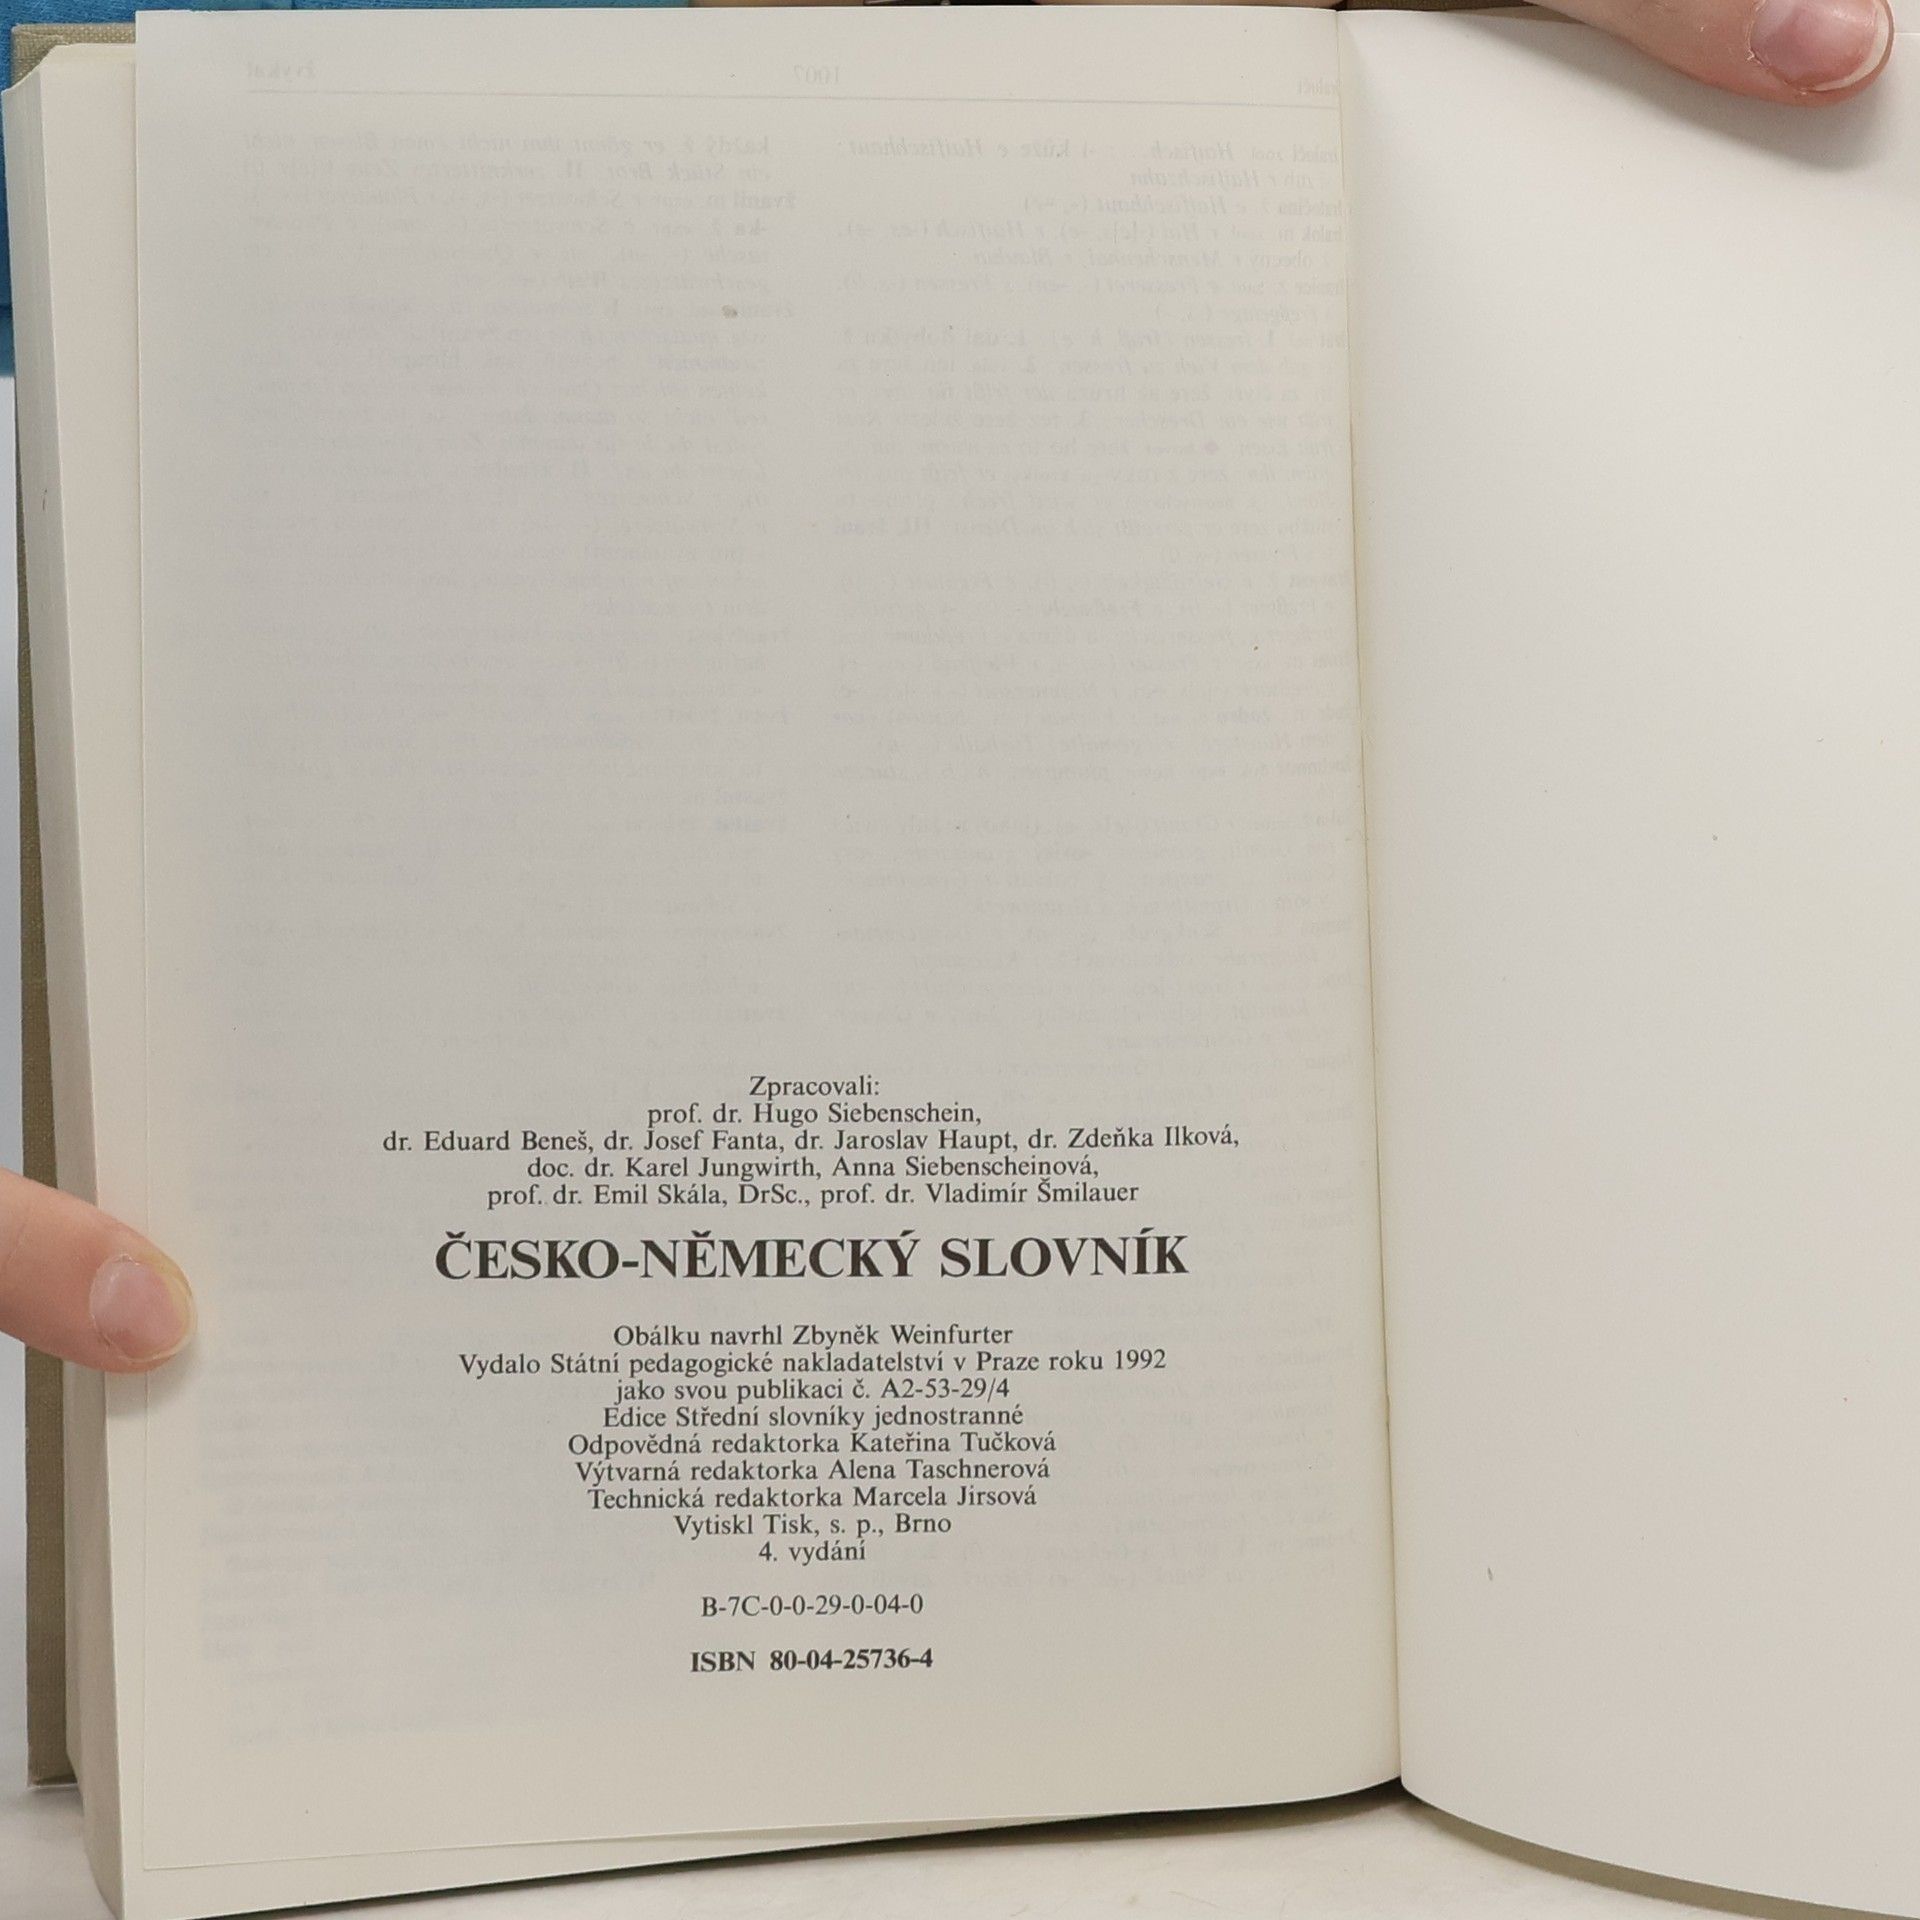 Zpracovali:
prof. dr. Hugo Siebenschein,
dr. Eduard Beneš, dr. Josef Fanta, dr. Jaroslav Haupt, dr. Zdeňka Ilková,
doc. dr. Karel Jungwirth, Anna Siebenscheinová,
prof. dr. Emil Skála, DrSc., prof. dr. Vladimír Šmilauer
ČESKO-NĚMECKÝ SLOVNÍK
Obálku navrhl Zbyněk Weinfurter
Vydalo Státní pedagogické nakladatelství v Praze roku 1992
jako svou publikaci č. A2-53-29/4
Edice Střední slovníky jednostranné
Odpovědná redaktorka Kateřina Tučková
Výtvarná redaktorka Alena Taschnerová
Technická redaktorka Marcela Jirsová
Vytiskl Tisk, s. p., Brno
4. vydání
B-7C-0-0-29-0-04-0
ISBN 80-04-25736-4